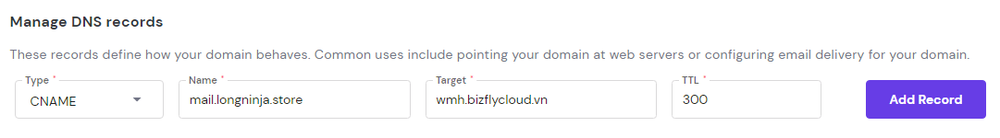 Manage DNS records
These records define how your domain behaves. Common uses include pointing your domain at web servers or configuring email delivery for your domain.
Type * Name * Target * TTL *
CNAME mail.longninja.store wmh.bizflycloud.vn 300 Add Record